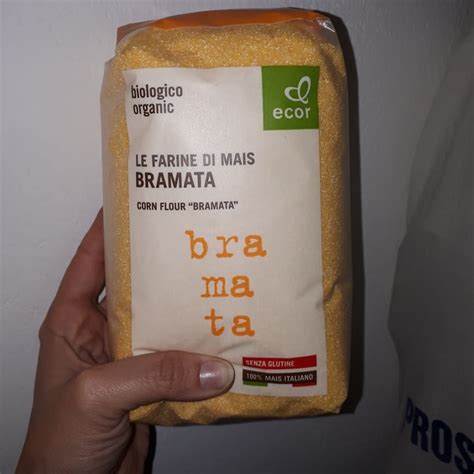 biologico
organic
ecor
LE FARINE DI MAIS
BRAMATA
CORN FLOUR “BRAMATA”
bra
ma
ta
SENZA GLUTINE
100% MAIS ITALIANO
PROS